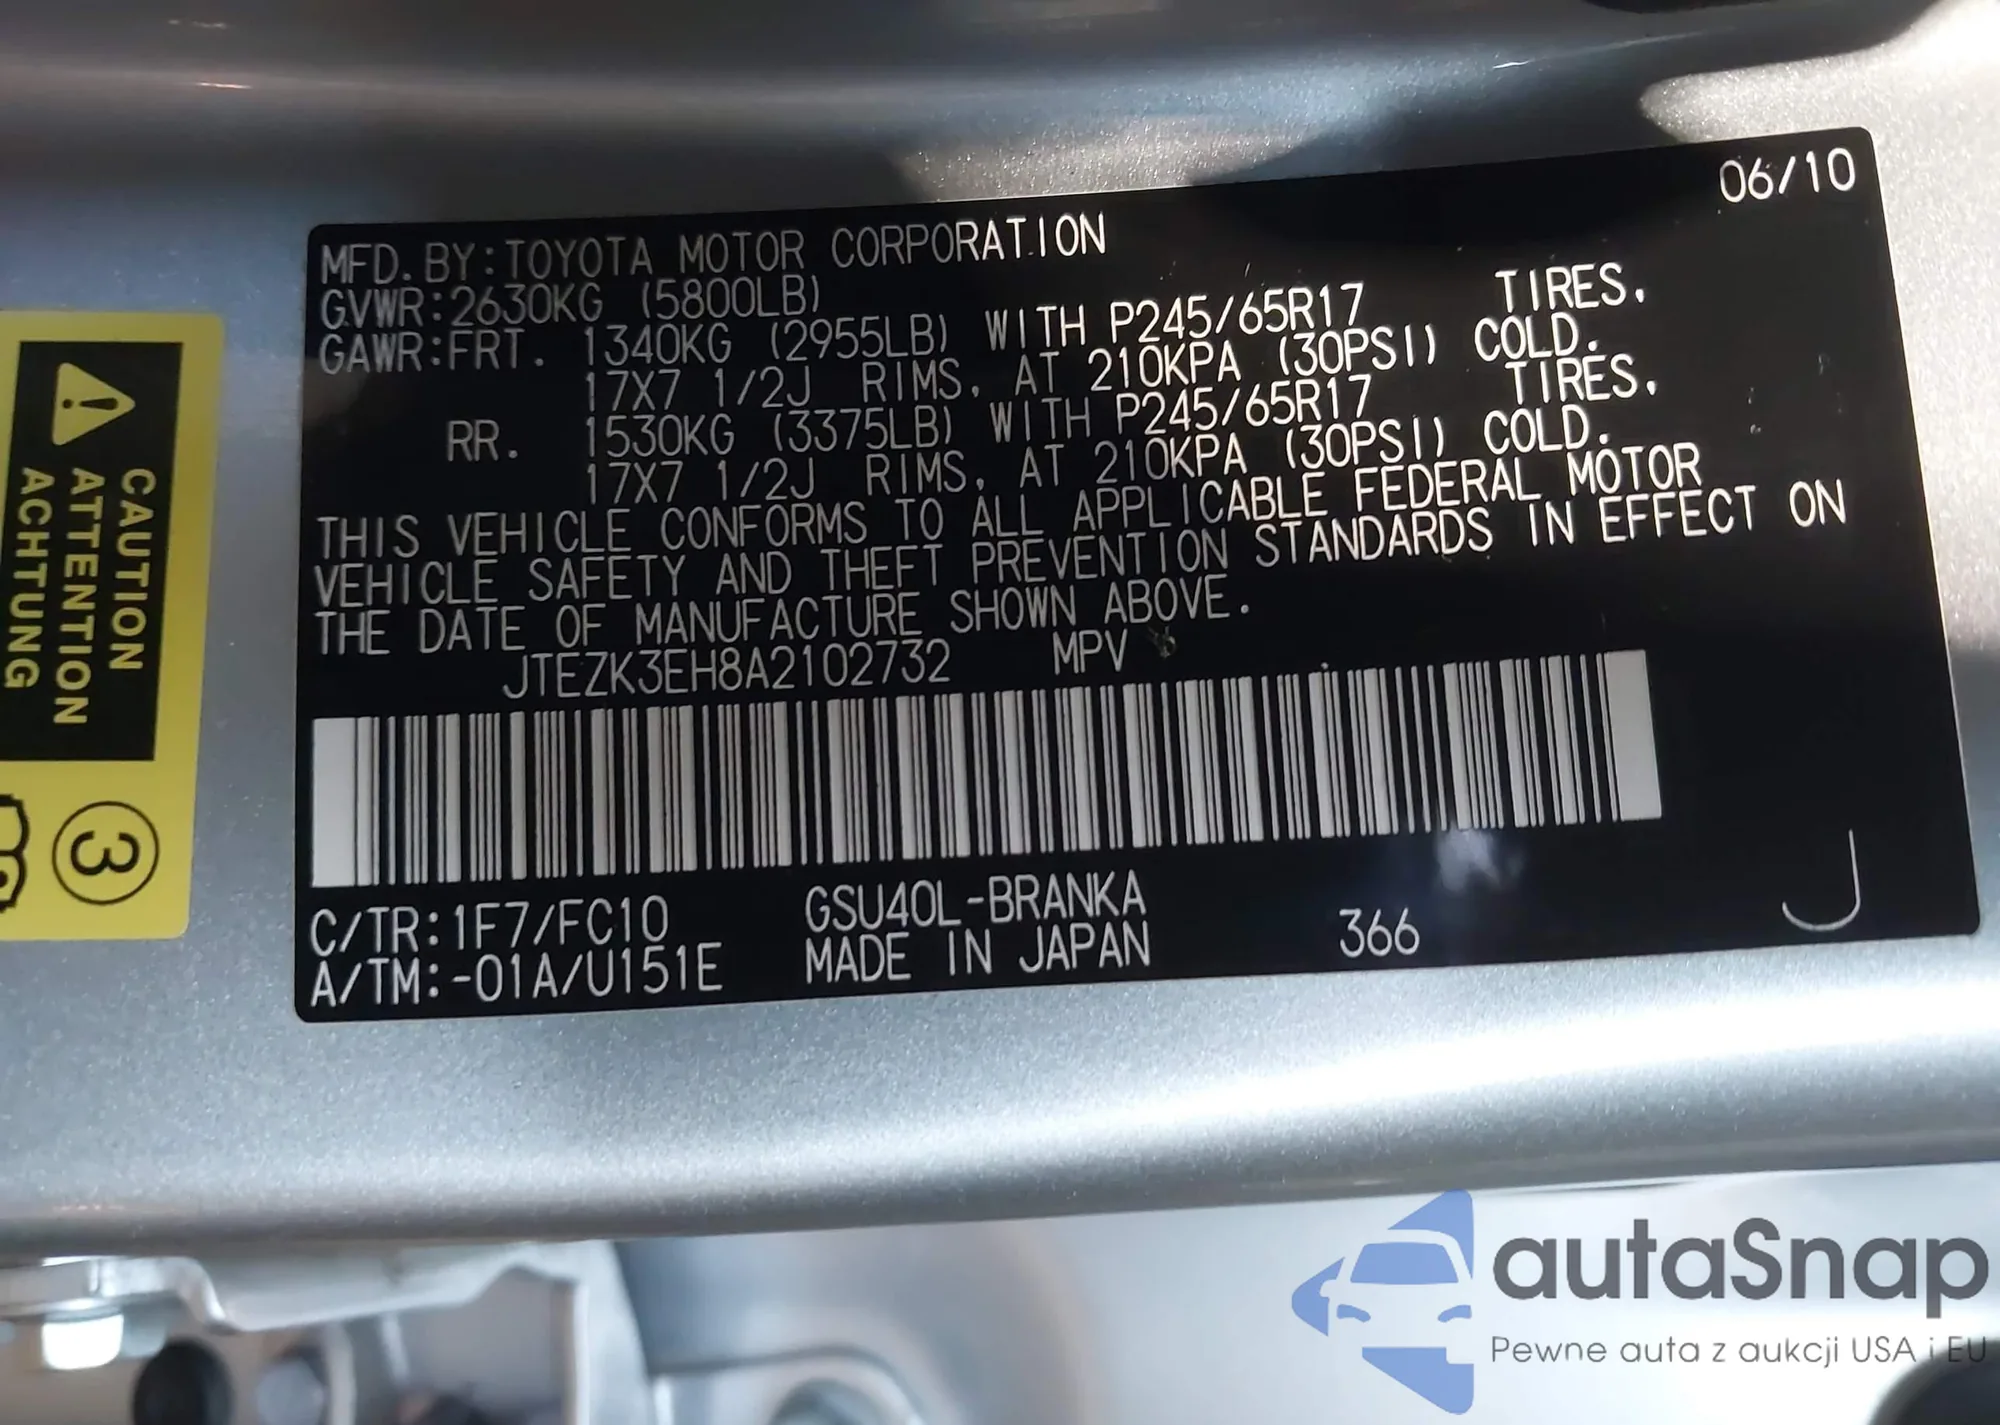 06/10
MFD. BY: TOYOTA MOTOR CORPORATION
GVWR: 2630KG (5800LB)
GAWR: FRT. 1340KG (2955LB) WITH P245/65R17 TIRES,
17X7 1/2J RIMS, AT 210KPA (30PSI) COLD.
RR. 1530KG (3375LB) WITH P245/65R17 TIRES,
17X7 1/2J RIMS, AT 210KPA (30PSI) COLD.
THIS VEHICLE CONFORMS TO ALL APPLICABLE FEDERAL MOTOR
VEHICLE SAFETY AND THEFT PREVENTION STANDARDS IN EFFECT ON
THE DATE OF MANUFACTURE SHOWN ABOVE.
JTEZK3EH8A2102732 MPV
C/TR: 1F7/FC10 GSU40L-BRANKA
A/TM: -01A/U151E MADE IN JAPAN 366 J
CAUTION
ATTENTION
ACHTUNG
3
autaSnap
Pewne auta z aukcji USA i EU